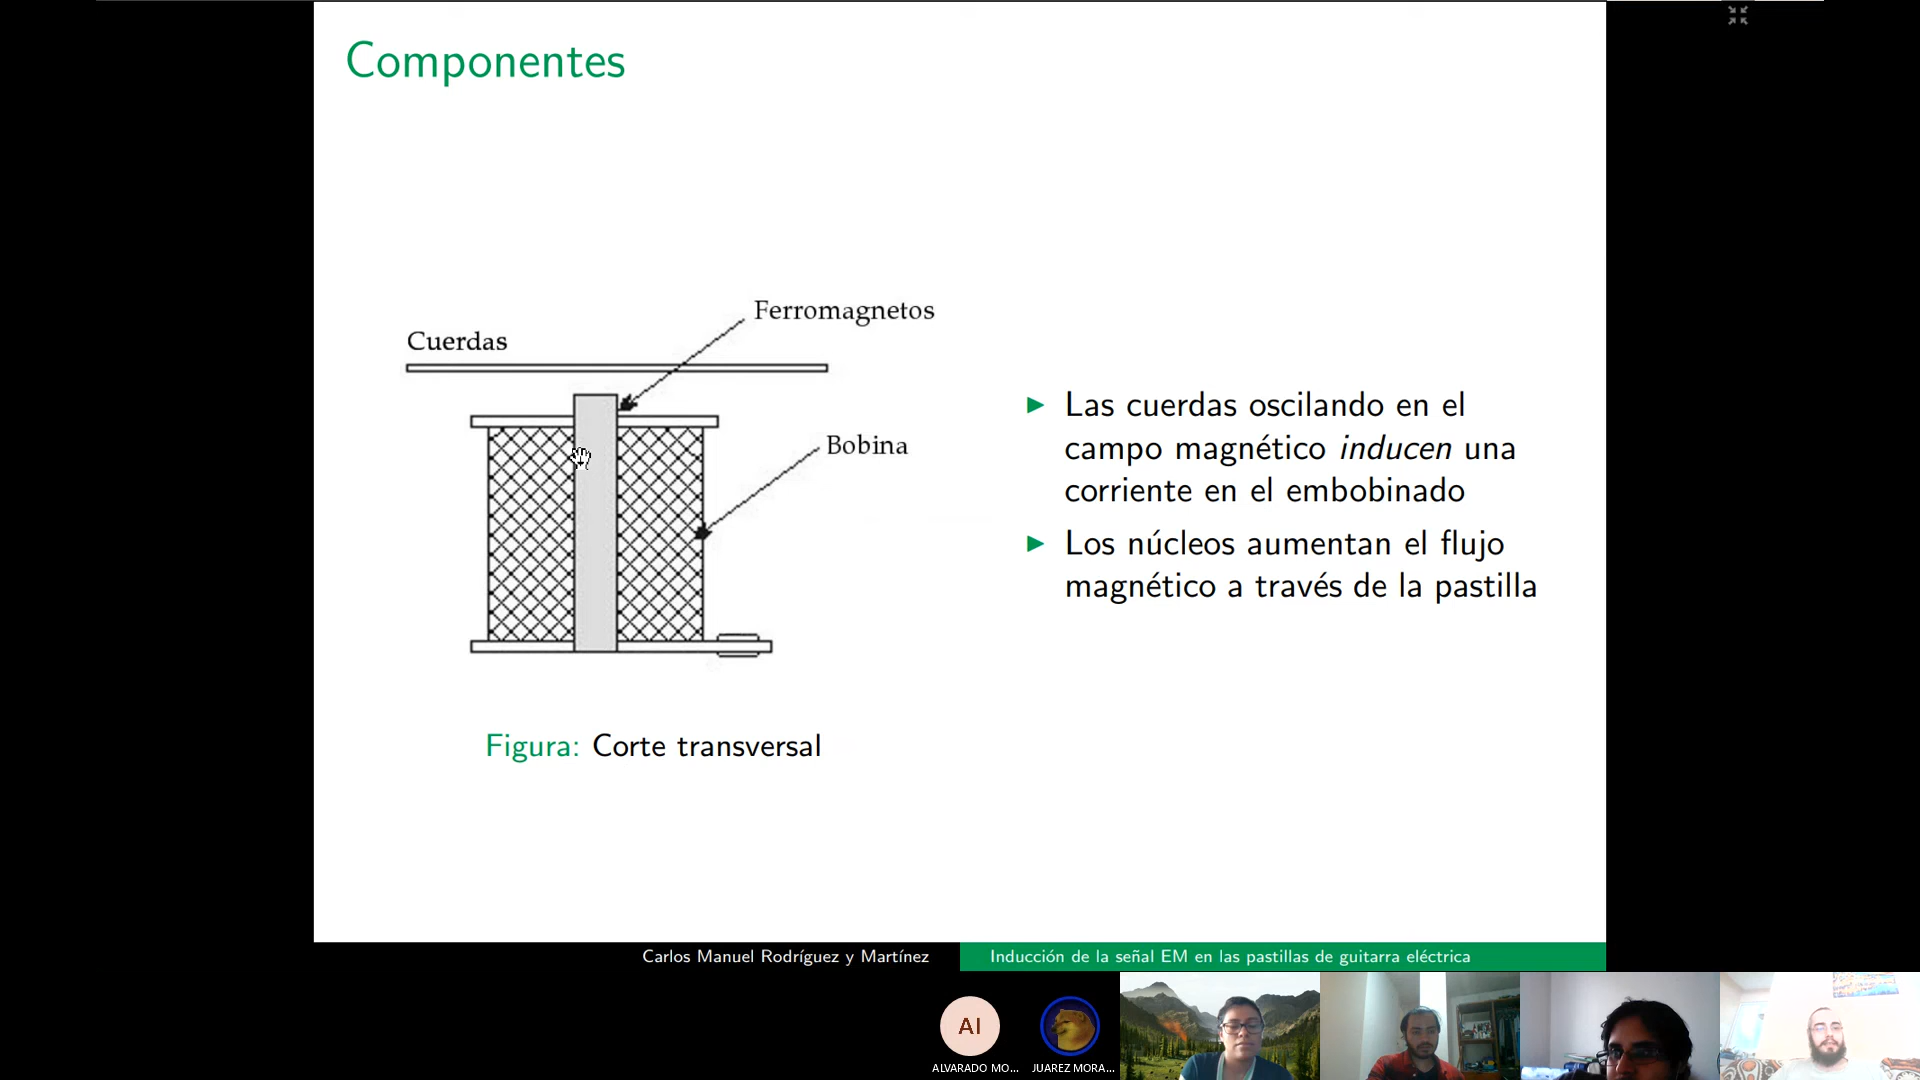 Componentes
Ferromagnetos
Cuerdas
Bobina
Figura: Corte transversal
Las cuerdas oscilando en el
campo magnético inducen una
corriente en el embobinado
Los núcleos aumentan el flujo
magnético a través de la pastilla
Carlos Manuel Rodríguez y Martínez
Inducción de la señal EM en las pastillas de guitarra eléctrica
AI
ALVARADO MO...
JUAREZ MORA...